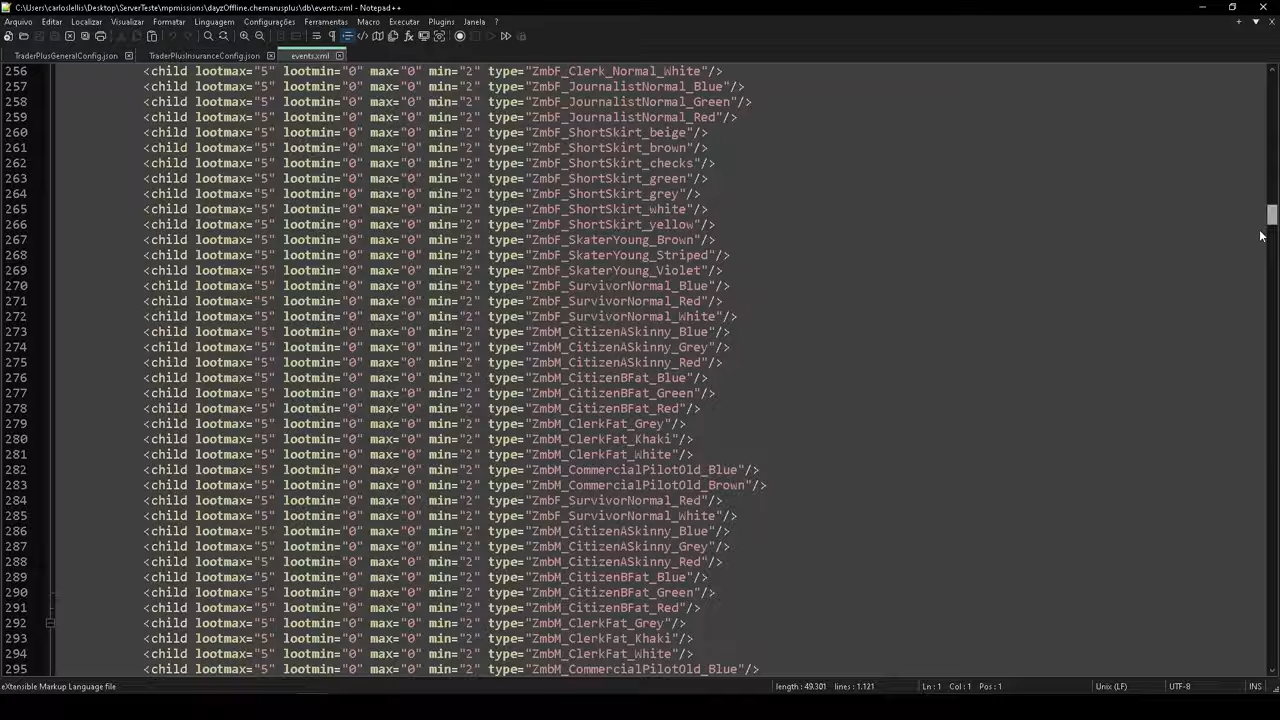 C:\Users\carloslellis\Desktop\ServerTeste\mpmissions\dayzOffline.chernarusplus\db\events.xml - Notepad++
Arquivo Editar Localizar Visualizar Formatar Linguagem Configurações Ferramentas Macro Executar Plugins Janela ?
TraderPlusGeneralConfig.json TraderPlusInsuranceConfig.json events.xml
256 <child lootmax="5" lootmin="0" max="0" min="2" type="ZmbF_Clerk_Normal_White"/>
257 <child lootmax="5" lootmin="0" max="0" min="2" type="ZmbF_JournalistNormal_Blue"/>
258 <child lootmax="5" lootmin="0" max="0" min="2" type="ZmbF_JournalistNormal_Green"/>
259 <child lootmax="5" lootmin="0" max="0" min="2" type="ZmbF_JournalistNormal_Red"/>
260 <child lootmax="5" lootmin="0" max="0" min="2" type="ZmbF_ShortSkirt_beige"/>
261 <child lootmax="5" lootmin="0" max="0" min="2" type="ZmbF_ShortSkirt_brown"/>
262 <child lootmax="5" lootmin="0" max="0" min="2" type="ZmbF_ShortSkirt_checks"/>
263 <child lootmax="5" lootmin="0" max="0" min="2" type="ZmbF_ShortSkirt_green"/>
264 <child lootmax="5" lootmin="0" max="0" min="2" type="ZmbF_ShortSkirt_grey"/>
265 <child lootmax="5" lootmin="0" max="0" min="2" type="ZmbF_ShortSkirt_white"/>
266 <child lootmax="5" lootmin="0" max="0" min="2" type="ZmbF_ShortSkirt_yellow"/>
267 <child lootmax="5" lootmin="0" max="0" min="2" type="ZmbF_SkaterYoung_Brown"/>
268 <child lootmax="5" lootmin="0" max="0" min="2" type="ZmbF_SkaterYoung_Striped"/>
269 <child lootmax="5" lootmin="0" max="0" min="2" type="ZmbF_SkaterYoung_Violet"/>
270 <child lootmax="5" lootmin="0" max="0" min="2" type="ZmbF_SurvivorNormal_Blue"/>
271 <child lootmax="5" lootmin="0" max="0" min="2" type="ZmbF_SurvivorNormal_Red"/>
272 <child lootmax="5" lootmin="0" max="0" min="2" type="ZmbF_SurvivorNormal_White"/>
273 <child lootmax="5" lootmin="0" max="0" min="2" type="ZmbM_CitizenASkinny_Blue"/>
274 <child lootmax="5" lootmin="0" max="0" min="2" type="ZmbM_CitizenASkinny_Grey"/>
275 <child lootmax="5" lootmin="0" max="0" min="2" type="ZmbM_CitizenASkinny_Red"/>
276 <child lootmax="5" lootmin="0" max="0" min="2" type="ZmbM_CitizenBFat_Blue"/>
277 <child lootmax="5" lootmin="0" max="0" min="2" type="ZmbM_CitizenBFat_Green"/>
278 <child lootmax="5" lootmin="0" max="0" min="2" type="ZmbM_CitizenBFat_Red"/>
279 <child lootmax="5" lootmin="0" max="0" min="2" type="ZmbM_ClerkFat_Grey"/>
280 <child lootmax="5" lootmin="0" max="0" min="2" type="ZmbM_ClerkFat_Khaki"/>
281 <child lootmax="5" lootmin="0" max="0" min="2" type="ZmbM_ClerkFat_White"/>
282 <child lootmax="5" lootmin="0" max="0" min="2" type="ZmbM_CommercialPilotOld_Blue"/>
283 <child lootmax="5" lootmin="0" max="0" min="2" type="ZmbM_CommercialPilotOld_Brown"/>
284 <child lootmax="5" lootmin="0" max="0" min="2" type="ZmbF_SurvivorNormal_Red"/>
285 <child lootmax="5" lootmin="0" max="0" min="2" type="ZmbF_SurvivorNormal_White"/>
286 <child lootmax="5" lootmin="0" max="0" min="2" type="ZmbM_CitizenASkinny_Blue"/>
287 <child lootmax="5" lootmin="0" max="0" min="2" type="ZmbM_CitizenASkinny_Grey"/>
288 <child lootmax="5" lootmin="0" max="0" min="2" type="ZmbM_CitizenASkinny_Red"/>
289 <child lootmax="5" lootmin="0" max="0" min="2" type="ZmbM_CitizenBFat_Blue"/>
290 <child lootmax="5" lootmin="0" max="0" min="2" type="ZmbM_CitizenBFat_Green"/>
291 <child lootmax="5" lootmin="0" max="0" min="2" type="ZmbM_CitizenBFat_Red"/>
292 <child lootmax="5" lootmin="0" max="0" min="2" type="ZmbM_ClerkFat_Grey"/>
293 <child lootmax="5" lootmin="0" max="0" min="2" type="ZmbM_ClerkFat_Khaki"/>
294 <child lootmax="5" lootmin="0" max="0" min="2" type="ZmbM_ClerkFat_White"/>
295 <child lootmax="5" lootmin="0" max="0" min="2" type="ZmbM_CommercialPilotOld_Blue"/>
eXtensible Markup Language file length : 49.301 lines : 1.121 Ln : 1 Col : 1 Pos : 1 Unix (LF) UTF-8 INS